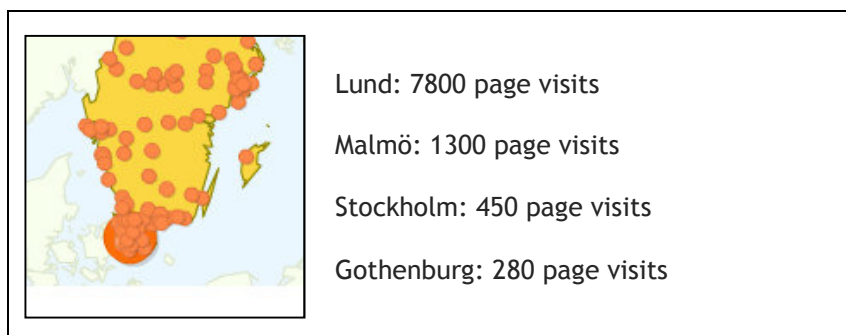 Lund: 7800 page visits
Malmö: 1300 page visits
Stockholm: 450 page visits
Gothenburg: 280 page visits